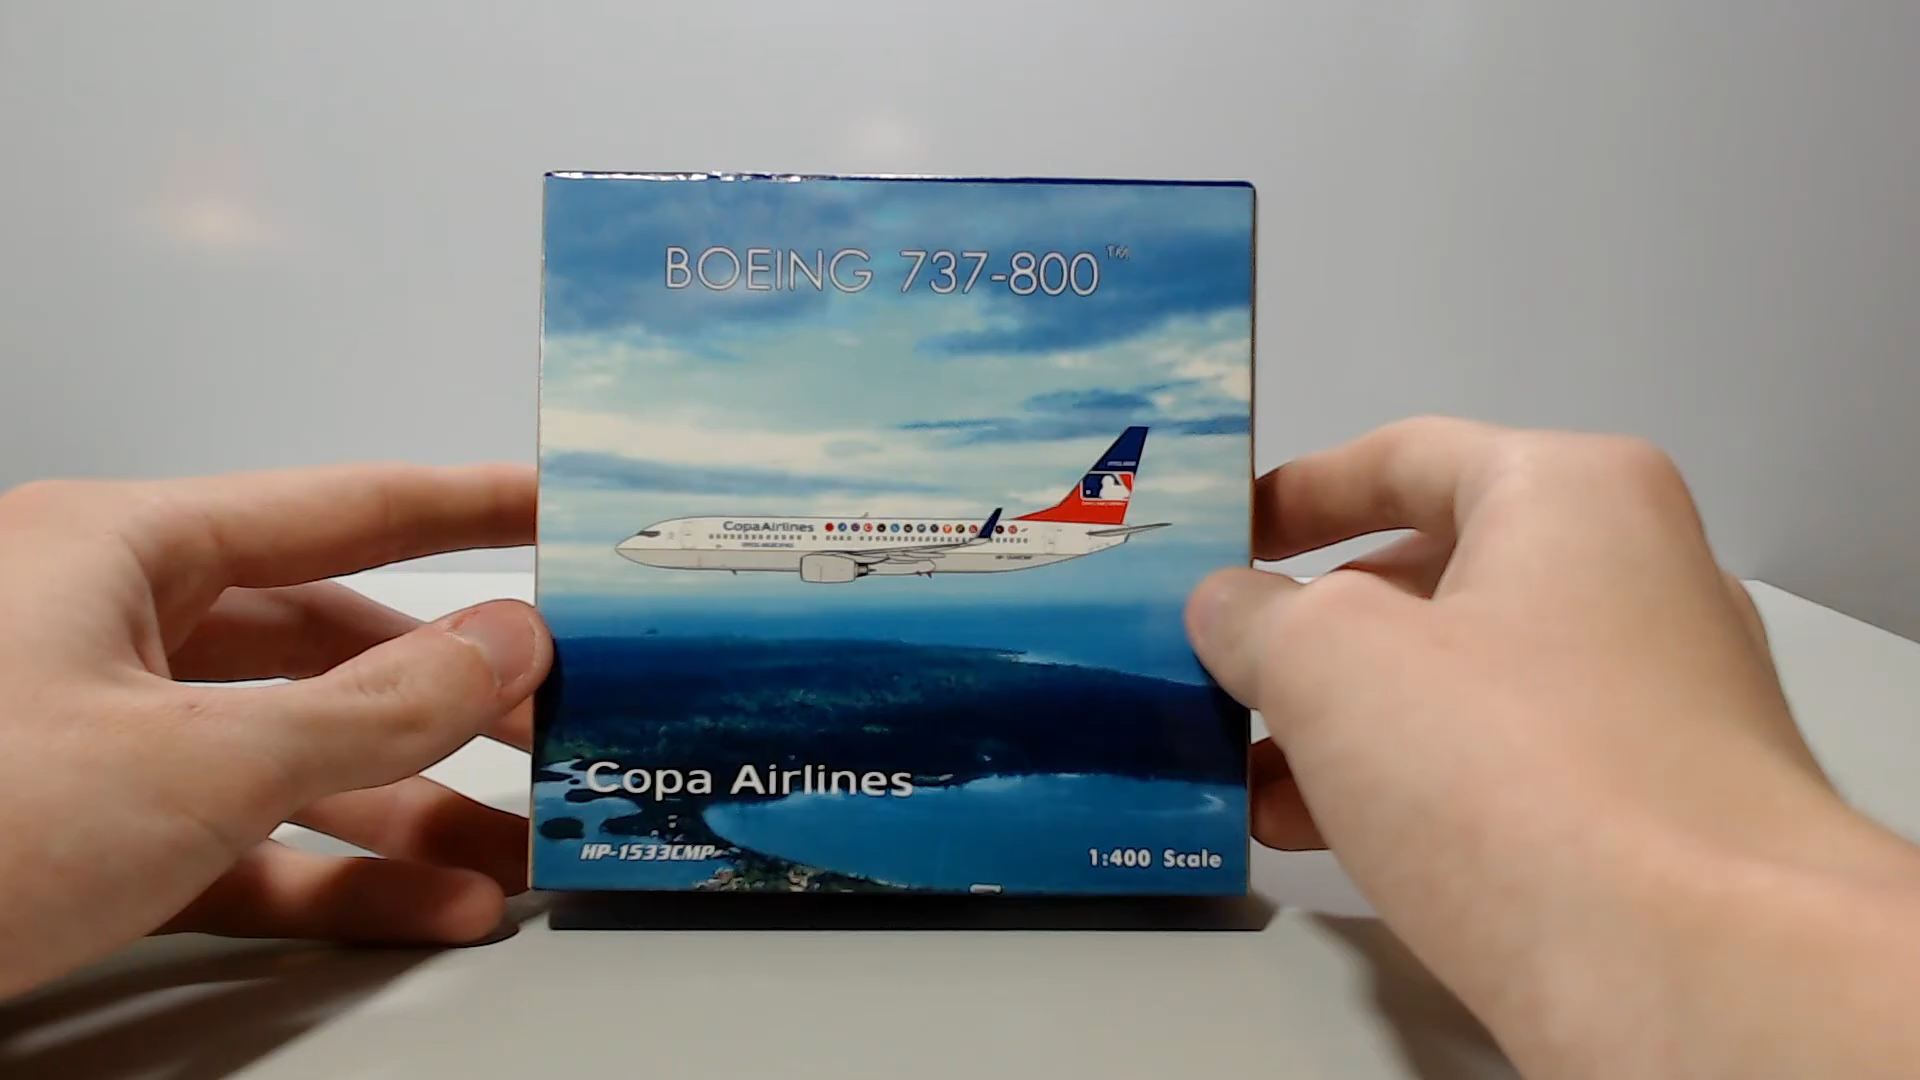 BOEING 737-800™
CopaAirlines
Copa Airlines
HP-1533CMP
1:400 Scale